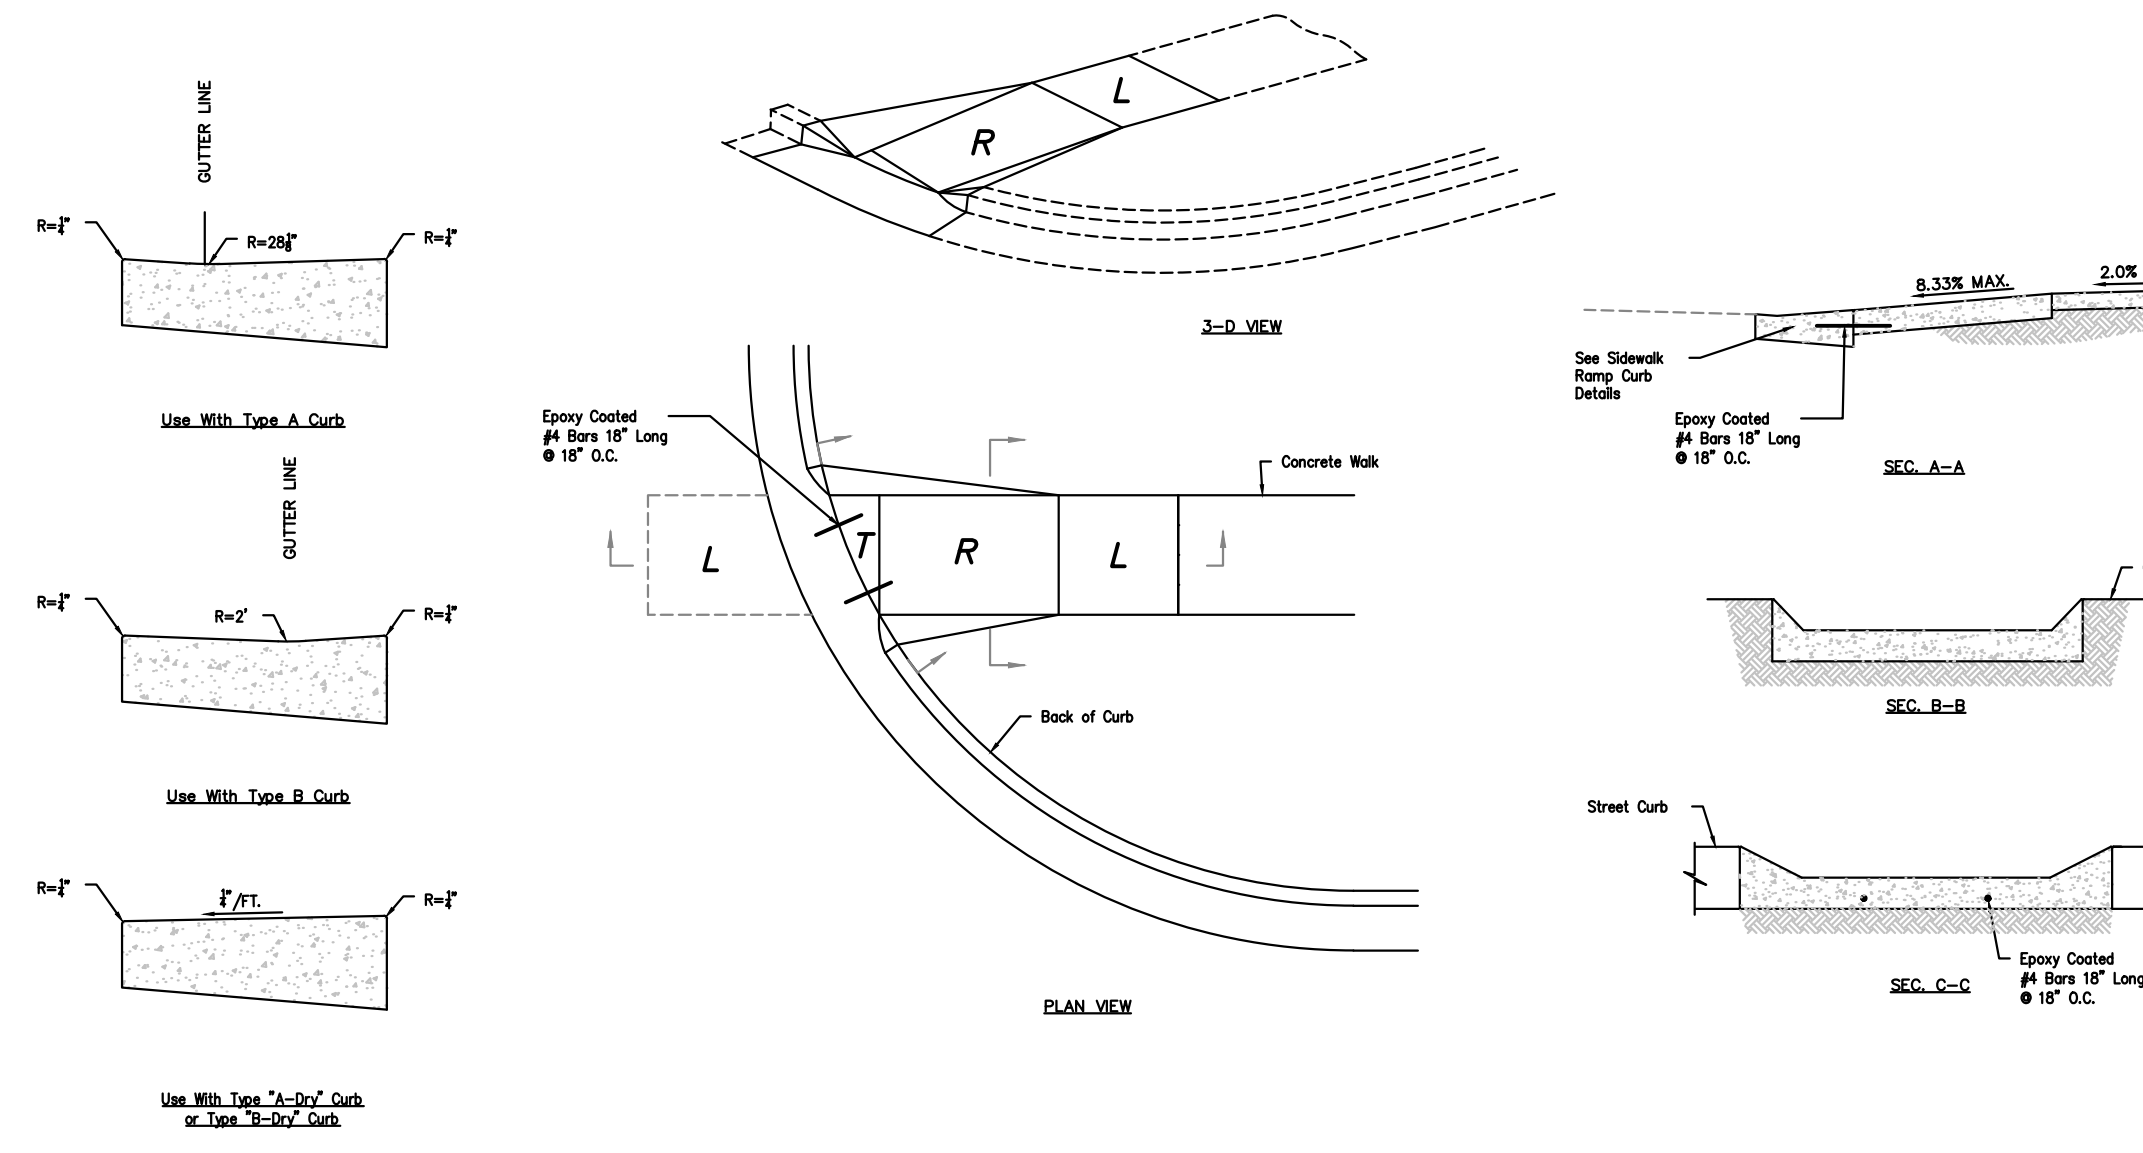 GUTTER LINE
R=1/4"
R=28 1/8"
R=1/4"
Use With Type A Curb
GUTTER LINE
R=1/4"
R=2'
R=1/4"
Use With Type B Curb
R=1/4"
1/4"/FT.
R=1/4"
Use With Type "A-Dry" Curb
or Type "B-Dry" Curb
L
R
3-D VIEW
Epoxy Coated
#4 Bars 18" Long
@ 18" O.C.
Concrete Walk
L
T
R
L
Back of Curb
PLAN VIEW
8.33% MAX.
2.0%
See Sidewalk
Ramp Curb
Details
Epoxy Coated
#4 Bars 18" Long
@ 18" O.C.
SEC. A-A
SEC. B-B
Street Curb
Epoxy Coated
#4 Bars 18" Long
@ 18" O.C.
SEC. C-C